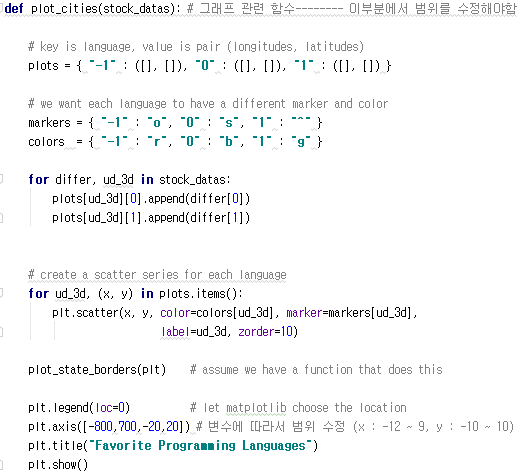 def plot_cities(stock_datas): # 그래프 관련 함수-------- 이부분에서 범위를 수정해야함
# key is language, value is pair (longitudes, latitudes)
plots = { "-1" : ([], []), "0" : ([], []), "1" : ([], []) }
# we want each language to have a different marker and color
markers = { "-1" : "o", "0" : "s", "1" : "^" }
colors  = { "-1" : "r", "0" : "b", "1" : "g" }
for differ, ud_3d in stock_datas:
plots[ud_3d][0].append(differ[0])
plots[ud_3d][1].append(differ[1])
# create a scatter series for each language
for ud_3d, (x, y) in plots.items():
plt.scatter(x, y, color=colors[ud_3d], marker=markers[ud_3d],
label=ud_3d, zorder=10)
plot_state_borders(plt)    # assume we have a function that does this
plt.legend(loc=0)          # let matplotlib choose the location
plt.axis([-800,700,-20,20]) # 변수에 따라서 범위 수정 (x : -12 ~ 9, y : -10 ~ 10)
plt.title("Favorite Programming Languages")
plt.show()